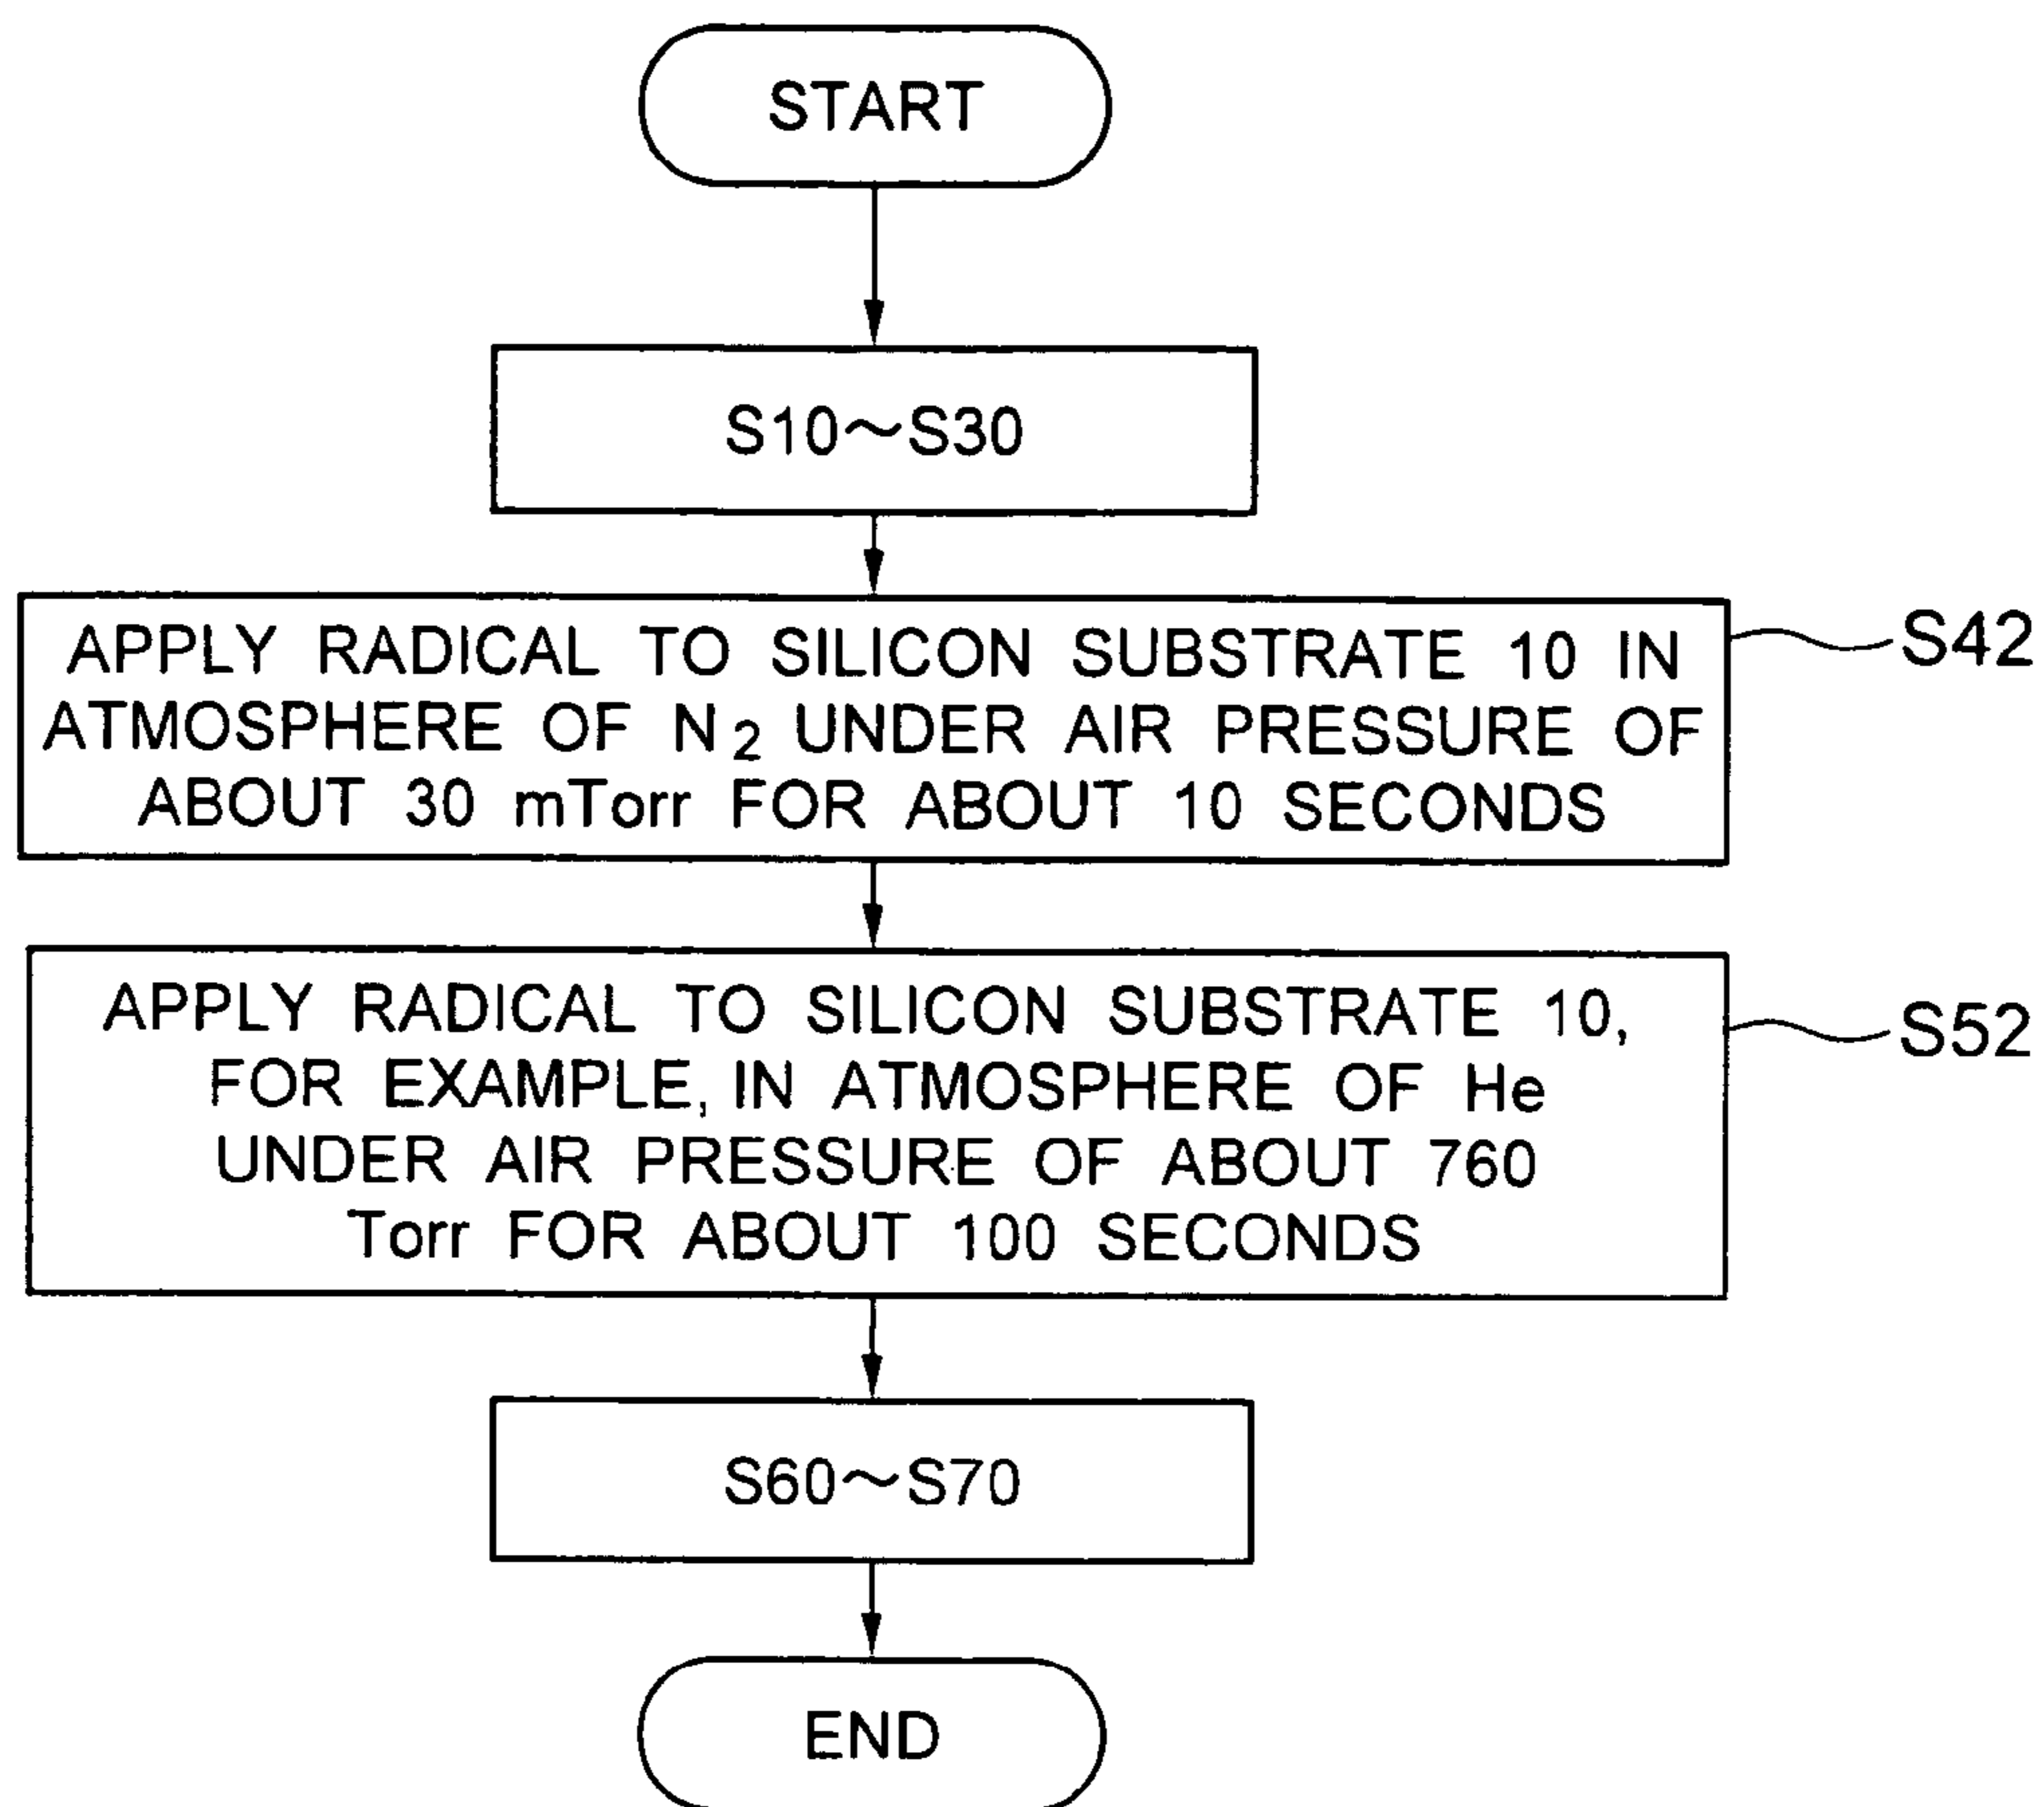 START
S10～S30
APPLY RADICAL TO SILICON SUBSTRATE 10 IN
ATMOSPHERE OF N2 UNDER AIR PRESSURE OF
ABOUT 30 mTorr FOR ABOUT 10 SECONDS
S42
APPLY RADICAL TO SILICON SUBSTRATE 10,
FOR EXAMPLE, IN ATMOSPHERE OF He
UNDER AIR PRESSURE OF ABOUT 760
Torr FOR ABOUT 100 SECONDS
S52
S60～S70
END